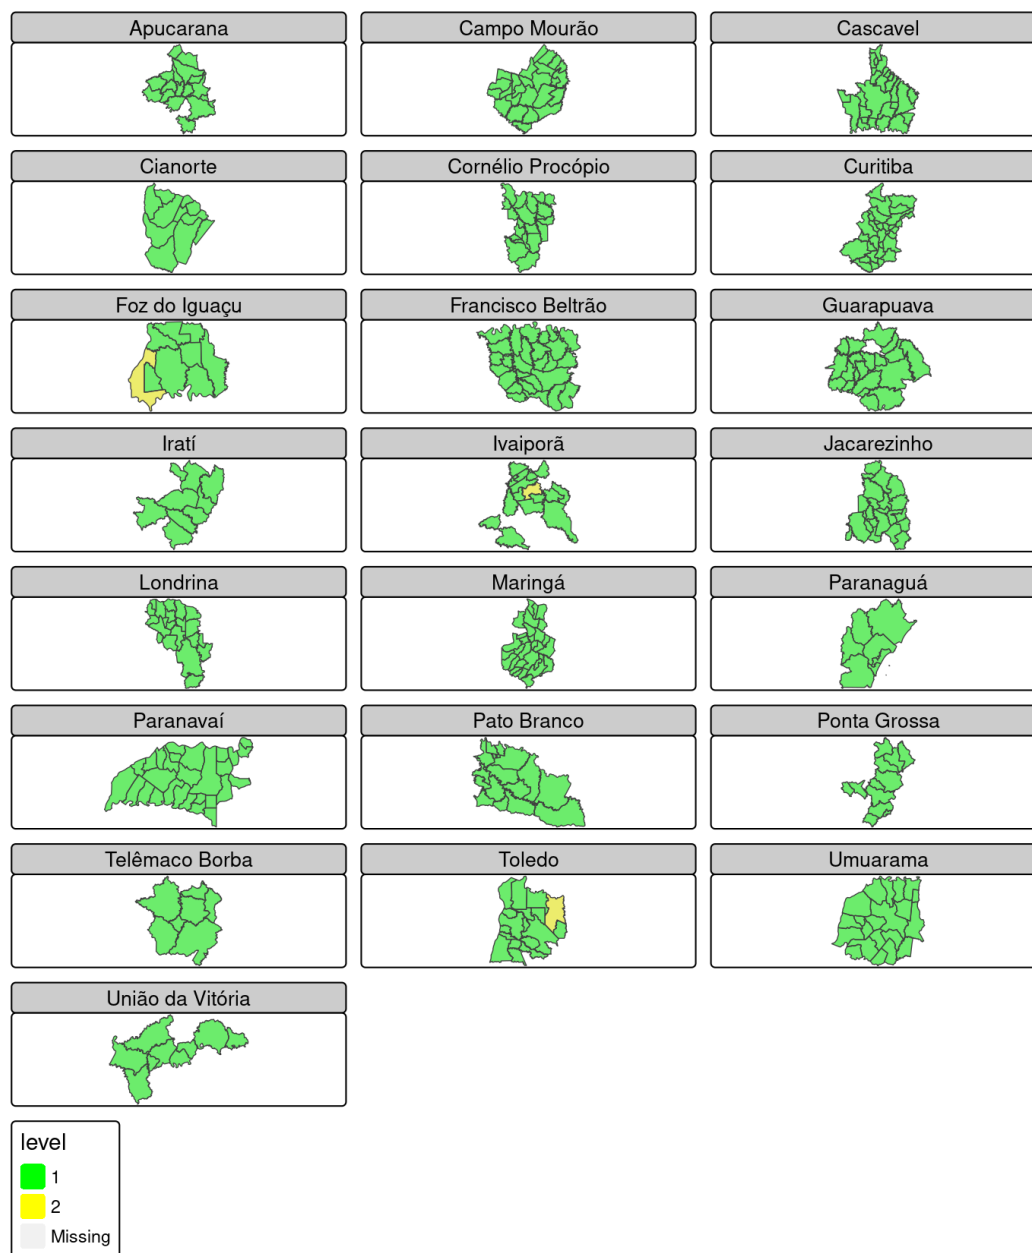 Apucarana
Campo Mourão
Cascavel
Cianorte
Cornélio Procópio
Curitiba
Foz do Iguaçu
Francisco Beltrão
Guarapuava
Iratí
Ivaiporã
Jacarezinho
Londrina
Maringá
Paranaguá
Paranavaí
Pato Branco
Ponta Grossa
Telêmaco Borba
Toledo
Umuarama
União da Vitória
level
1
2
Missing